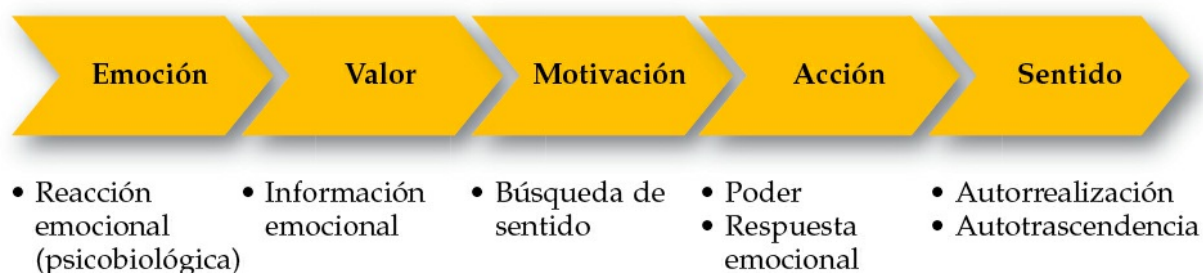 Emoción
Valor
Motivación
Acción
Sentido
• Reacción
emocional
(psicobiológica)
• Información
emocional
• Búsqueda de
sentido
• Poder
• Respuesta
emocional
• Autorrealización
• Autotrascendencia